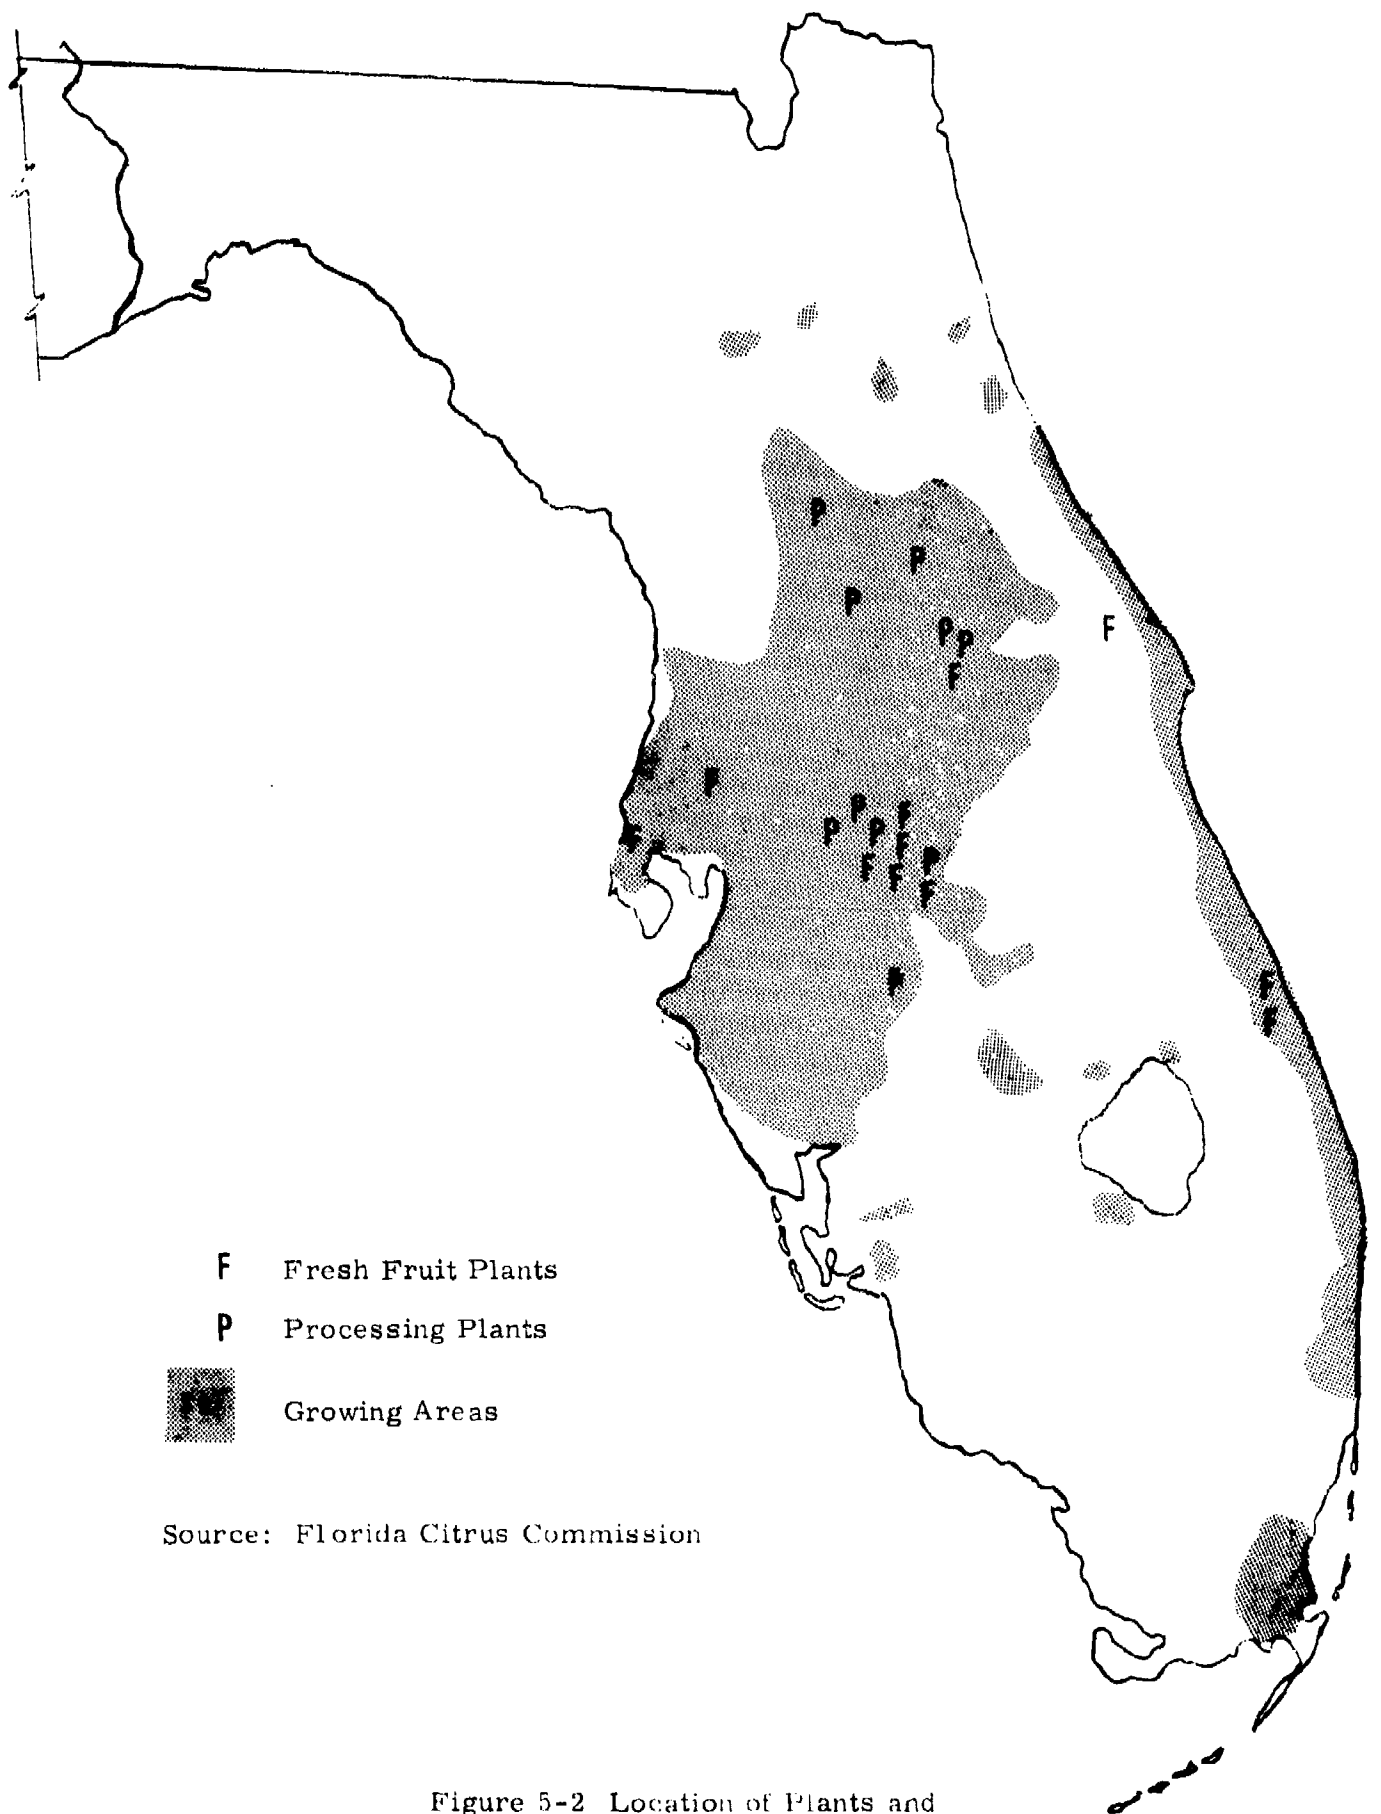 P
P
P
F
P
P
F
P
P
F
P
P
F
F
P
F
F
F
P
F
F
F Fresh Fruit Plants
P Processing Plants
Growing Areas
Source: Florida Citrus Commission
Figure 5-2 Location of Plants and